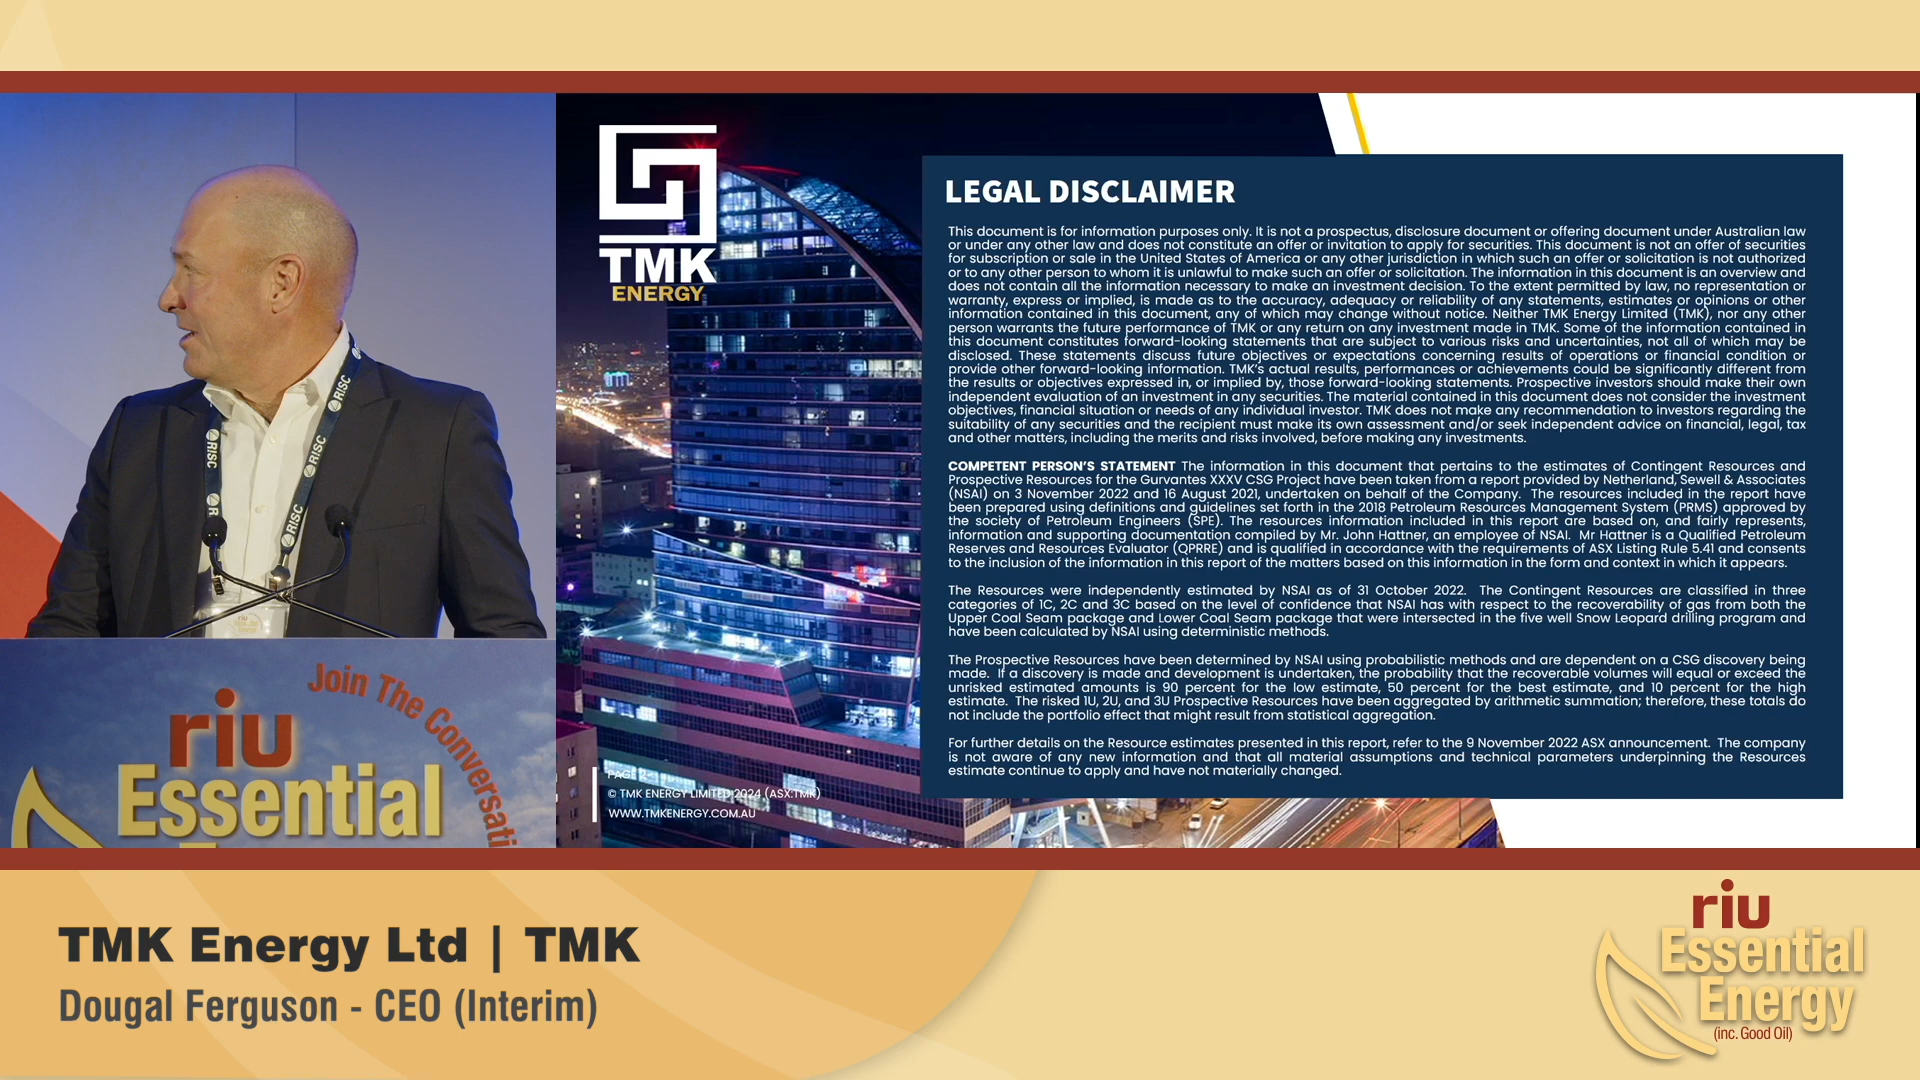 TMK
ENERGY
LEGAL DISCLAIMER
This document is for information purposes only. It is not a prospectus, disclosure document or offering document under Australian law
or under any other law and does not constitute an offer or invitation to apply for securities. This document is not an offer of securities
for subscription or sale in the United States of America or any other jurisdiction in which such an offer or solicitation is not authorized
or to any other person to whom it is unlawful to make such an offer or solicitation. The information in this document is an overview and
does not contain all the information necessary to make an investment decision. To the extent permitted by law, no representation or
warranty, express or implied, is made as to the accuracy, adequacy or reliability of any statements, estimates or opinions or other
information contained in this document, any of which may change without notice. Neither TMK Energy Limited (TMK), nor any other
person warrants the future performance of TMK or any return on any investment made in TMK. Some of the information contained in
this document constitutes forward-looking statements that are subject to various risks and uncertainties, not all of which may be
disclosed. These statements discuss future objectives or expectations concerning results of operations or financial condition or
provide other forward-looking information. TMK's actual results, performances or achievements could be significantly different from
the results or objectives expressed in, or implied by, those forward-looking statements. Prospective investors should make their own
independent evaluation of an investment in any securities. The material contained in this document does not consider the investment
objectives, financial situation or needs of any individual investor. TMK does not make any recommendation to investors regarding the
suitability of any securities and the recipient must make its own assessment and/or seek independent advice on financial, legal, tax
and other matters, including the merits and risks involved, before making any investments.
COMPETENT PERSON'S STATEMENT The information in this document that pertains to the estimates of Contingent Resources and
Prospective Resources for the Gurvantes XXXV CSG Project have been taken from a report provided by Netherland, Sewell & Associates
(NSAI) on 3 November 2022 and 16 August 2021, undertaken on behalf of the Company. The resources included in the report have
been prepared using definitions and guidelines set forth in the 2018 Petroleum Resources Management System (PRMS) approved by
the society of Petroleum Engineers (SPE). The resources information included in this report are based on, and fairly represents,
information and supporting documentation compiled by Mr. John Hattner, an employee of NSAI. Mr Hattner is a Qualified Petroleum
Reserves and Resources Evaluator (QPRRE) and is qualified in accordance with the requirements of ASX Listing Rule 5.41 and consents
to the inclusion of the information in this report of the matters based on this information in the form and context in which it appears.
The Resources were independently estimated by NSAI as of 31 October 2022. The Contingent Resources are classified in three
categories of 1C, 2C and 3C based on the level of confidence that NSAI has with respect to the recoverability of gas from both the
Upper Coal Seam package and Lower Coal Seam package that were intersected in the five well Snow Leopard drilling program and
have been calculated by NSAI using deterministic methods.
The Prospective Resources have been determined by NSAI using probabilistic methods and are dependent on a CSG discovery being
made. If a discovery is made and development is undertaken, the probability that the recoverable volumes will equal or exceed the
unrisked estimated amounts is 90 percent for the low estimate, 50 percent for the best estimate, and 10 percent for the high
estimate. The risked 1U, 2U, and 3U Prospective Resources have been aggregated by arithmetic summation; therefore, these totals do
not include the portfolio effect that might result from statistical aggregation.
For further details on the Resource estimates presented in this report, refer to the 9 November 2022 ASX announcement. The company
is not aware of any new information and that all material assumptions and technical parameters underpinning the Resources
estimate continue to apply and have not materially changed.
PAGE 2
© TMK ENERGY LIMITED 2024 (ASX:TMK)
WWW.TMKENERGY.COM.AU
RISC
RISC
RISC
RISC
Join The Conversati
riu
Essential
TMK Energy Ltd | TMK
Dougal Ferguson - CEO (Interim)
riu
Essential
Energy
(inc. Good Oil)